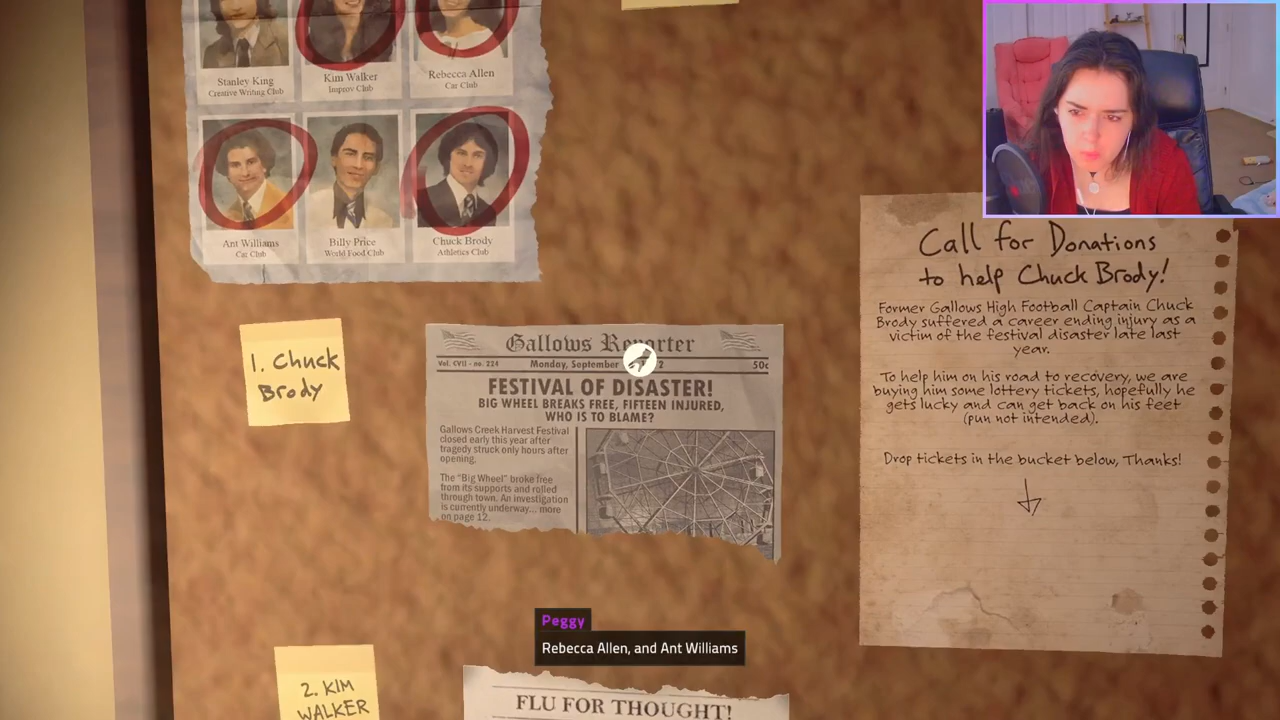 Stanley King
Creative Writing Club
Kim Walker
Improv Club
Rebecca Allen
Car Club
Ant Williams
Car Club
Billy Price
World Food Club
Chuck Brody
Athletics Club
1. Chuck
Brody
Gallows Reporter
Vol. CVII - no. 224
Monday, September
2
50¢
FESTIVAL OF DISASTER!
BIG WHEEL BREAKS FREE, FIFTEEN INJURED,
WHO IS TO BLAME?
Gallows Creek Harvest Festival
closed early this year after
tragedy struck only hours after
opening.
The "Big Wheel" broke free
from its supports and rolled
through town. An investigation
is currently underway... more
on page 12.
Call for Donations
to help Chuck Brody!
Former Gallows High Football Captain Chuck
Brody suffered a career ending injury as a
victim of the festival disaster late last
year.
To help him on his road to recovery, we are
buying him some lottery tickets, hopefully he
gets lucky and can get back on his feet
(pun not intended).
Drop tickets in the bucket below, Thanks!
Peggy
Rebecca Allen, and Ant Williams
2. KIM
WALKER
FLU FOR THOUGHT!